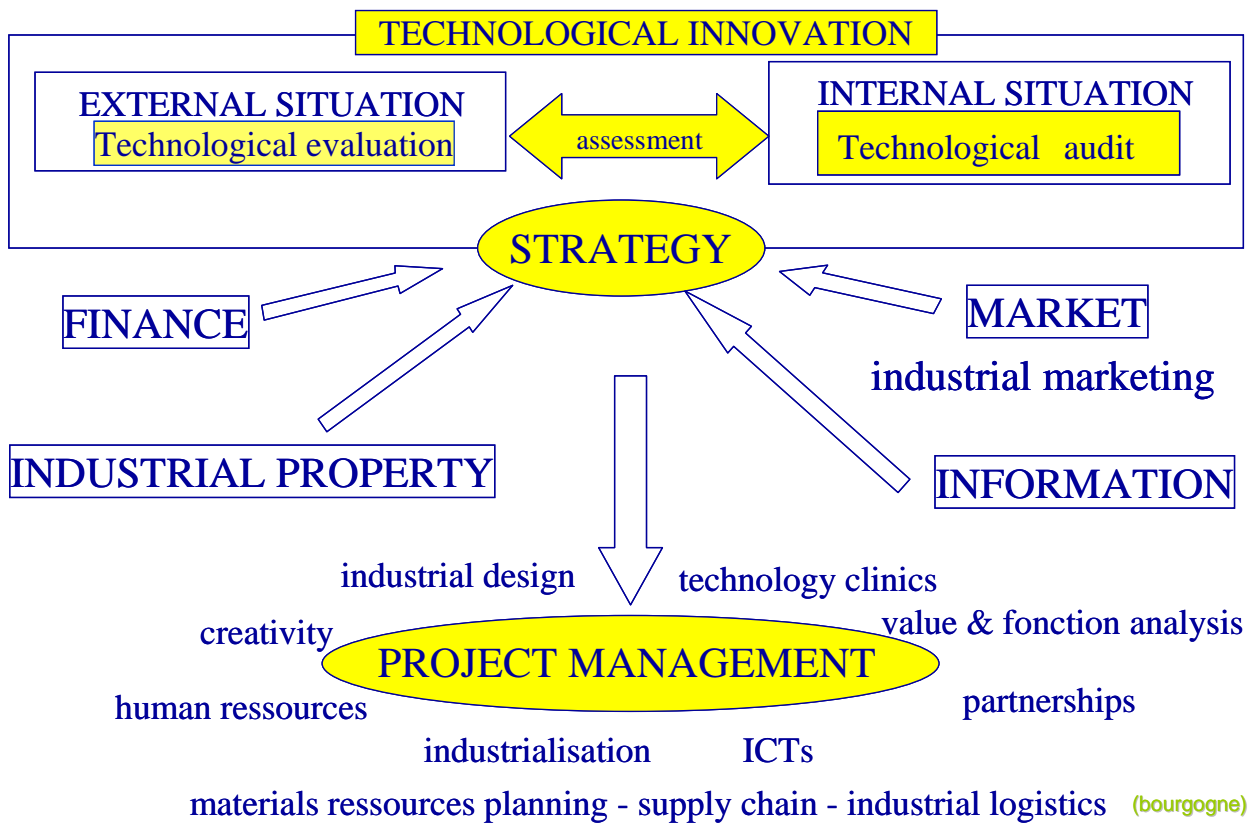 TECHNOLOGICAL INNOVATION
EXTERNAL SITUATION
Technological evaluation
assessment
INTERNAL SITUATION
Technological audit
STRATEGY
FINANCE
MARKET
industrial marketing
INDUSTRIAL PROPERTY
INFORMATION
industrial design
technology clinics
creativity
value & fonction analysis
PROJECT MANAGEMENT
human ressources
partnerships
industrialisation
ICTs
materials ressources planning - supply chain - industrial logistics
(bourgogne)